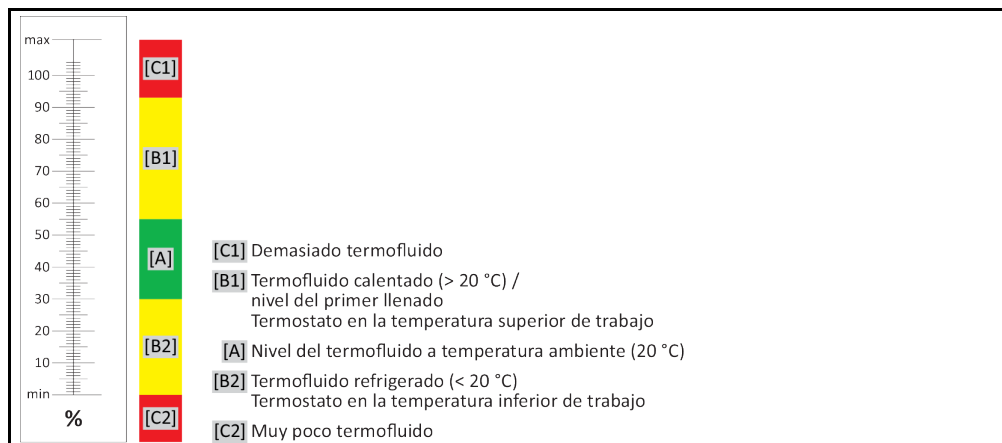 max
100
90
80
70
60
50
40
30
20
10
min
%
[C1]
[B1]
[A]
[B2]
[C2]
[C1] Demasiado termofluido
[B1] Termofluido calentado (> 20 °C) /
nivel del primer llenado
Termostato en la temperatura superior de trabajo
[A] Nivel del termofluido a temperatura ambiente (20 °C)
[B2] Termofluido refrigerado (< 20 °C)
Termostato en la temperatura inferior de trabajo
[C2] Muy poco termofluido